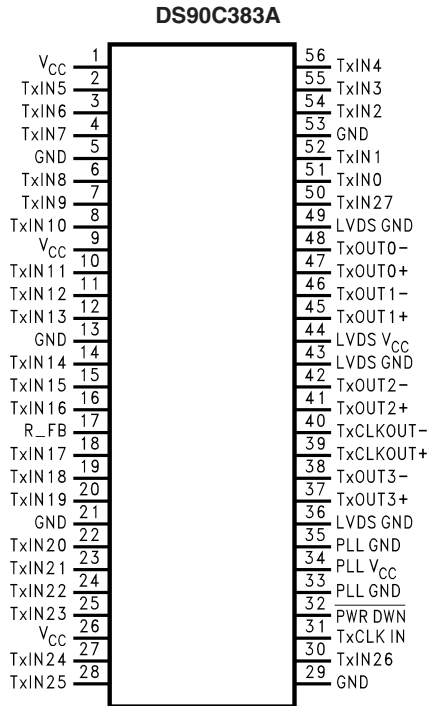 DS90C383A
VCC 1 56 TxIN4
TxIN5 2 55 TxIN3
TxIN6 3 54 TxIN2
TxIN7 4 53 GND
GND 5 52 TxIN1
TxIN8 6 51 TxIN0
TxIN9 7 50 TxIN27
TxIN10 8 49 LVDS GND
VCC 9 48 TxOUT0−
TxIN11 10 47 TxOUT0+
TxIN12 11 46 TxOUT1−
TxIN13 12 45 TxOUT1+
GND 13 44 LVDS VCC
TxIN14 14 43 LVDS GND
TxIN15 15 42 TxOUT2−
TxIN16 16 41 TxOUT2+
R_FB 17 40 TxCLKOUT−
TxIN17 18 39 TxCLKOUT+
TxIN18 19 38 TxOUT3−
TxIN19 20 37 TxOUT3+
GND 21 36 LVDS GND
TxIN20 22 35 PLL GND
TxIN21 23 34 PLL VCC
TxIN22 24 33 PLL GND
TxIN23 25 32 PWR DWN
VCC 26 31 TxCLK IN
TxIN24 27 30 TxIN26
TxIN25 28 29 GND